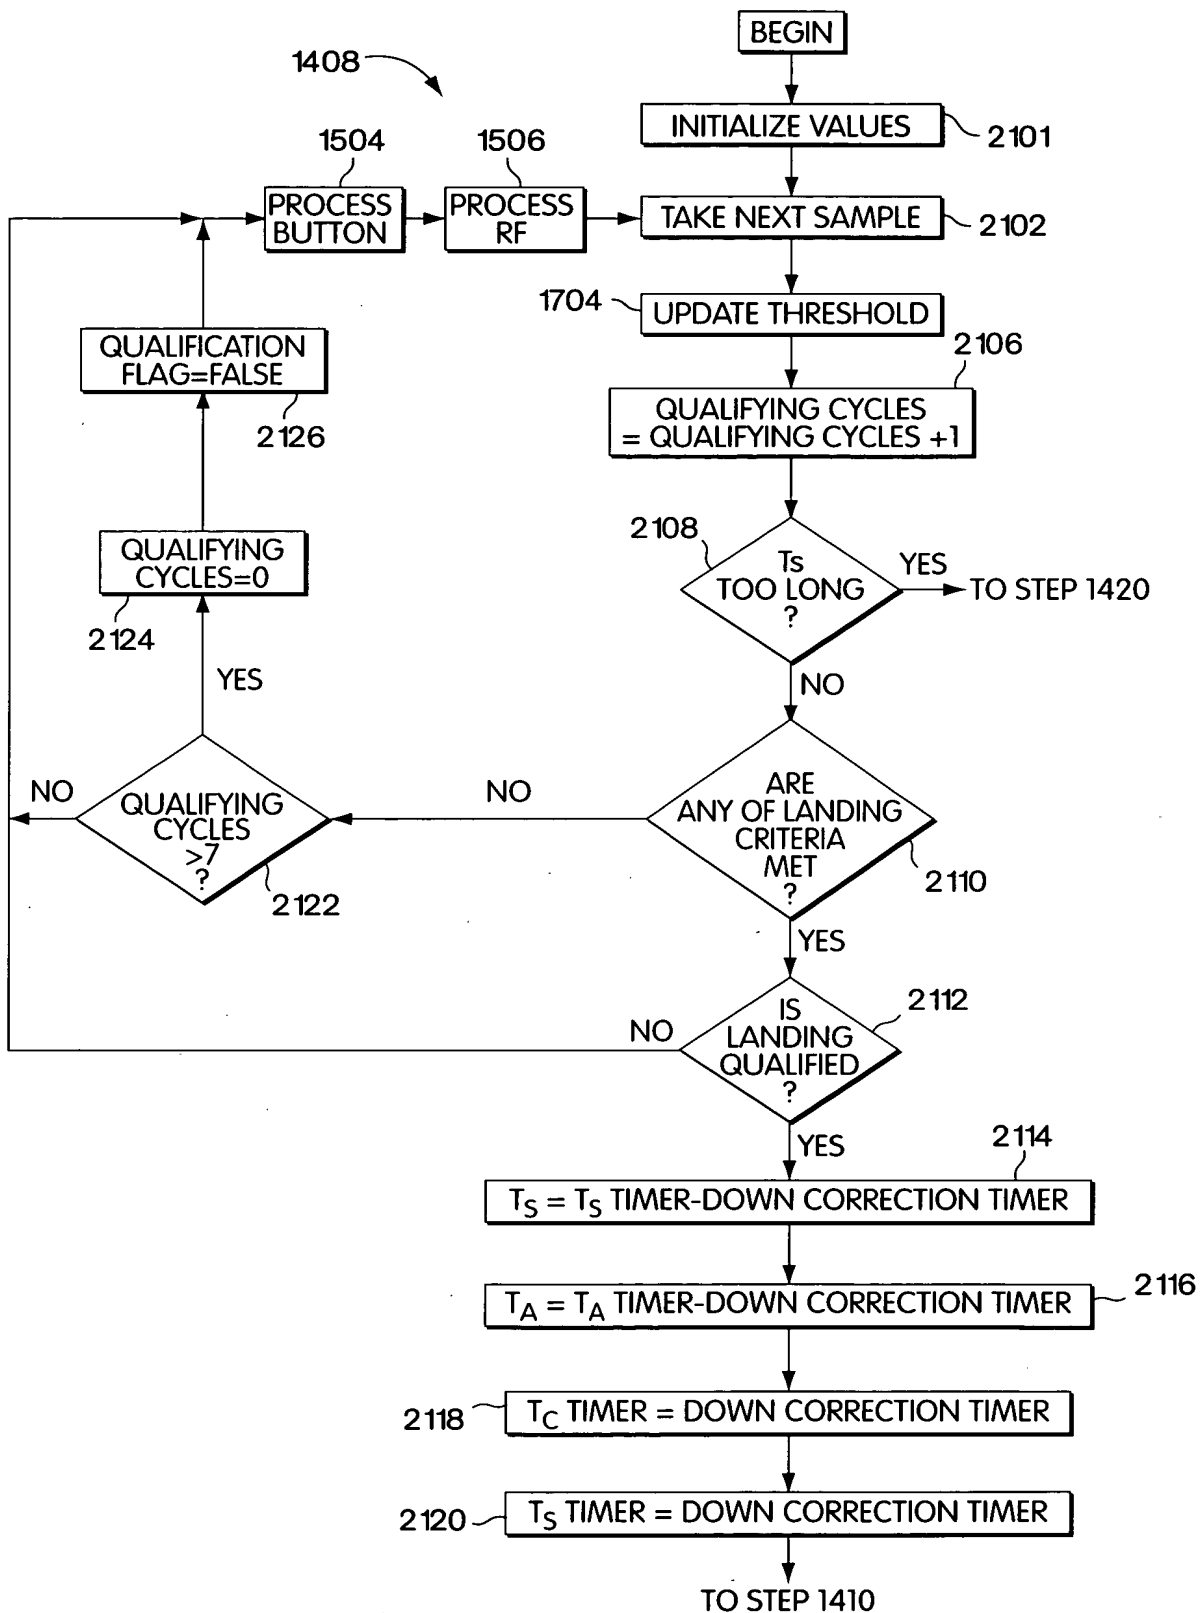 BEGIN
1408
INITIALIZE VALUES
2101
1504
1506
PROCESS
BUTTON
PROCESS
RF
TAKE NEXT SAMPLE
2102
1704
UPDATE THRESHOLD
2106
QUALIFICATION
FLAG=FALSE
2126
QUALIFYING CYCLES
= QUALIFYING CYCLES +1
2108
Ts
TOO LONG
?
YES
TO STEP 1420
QUALIFYING
CYCLES=0
2124
YES
NO
ARE
ANY OF LANDING
CRITERIA
MET
?
2110
NO
NO
QUALIFYING
CYCLES
>7
?
2122
YES
2112
IS
LANDING
QUALIFIED
?
NO
YES
2114
TS = TS TIMER-DOWN CORRECTION TIMER
2116
TA = TA TIMER-DOWN CORRECTION TIMER
2118
TC TIMER = DOWN CORRECTION TIMER
2120
TS TIMER = DOWN CORRECTION TIMER
TO STEP 1410